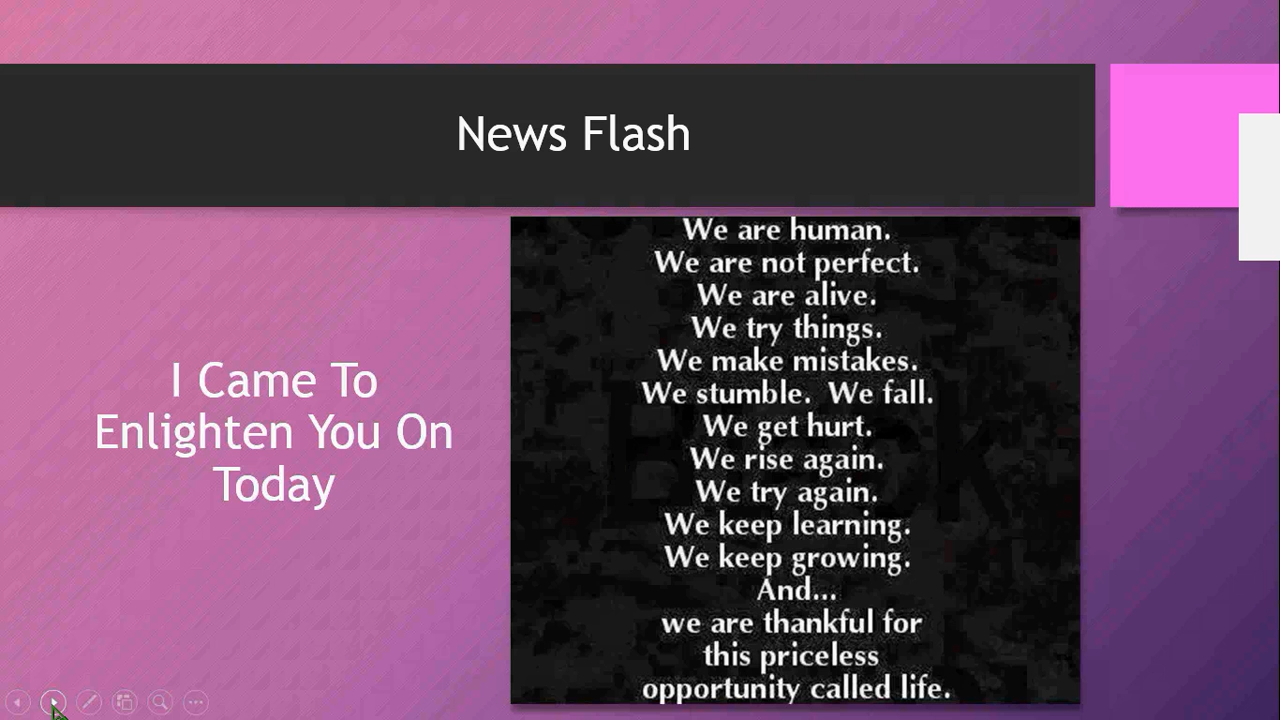 News Flash
I Came To
Enlighten You On
Today
We are human.
We are not perfect.
We are alive.
We try things.
We make mistakes.
We stumble.  We fall.
We get hurt.
We rise again.
We try again.
We keep learning.
We keep growing.
And...
we are thankful for
this priceless
opportunity called life.